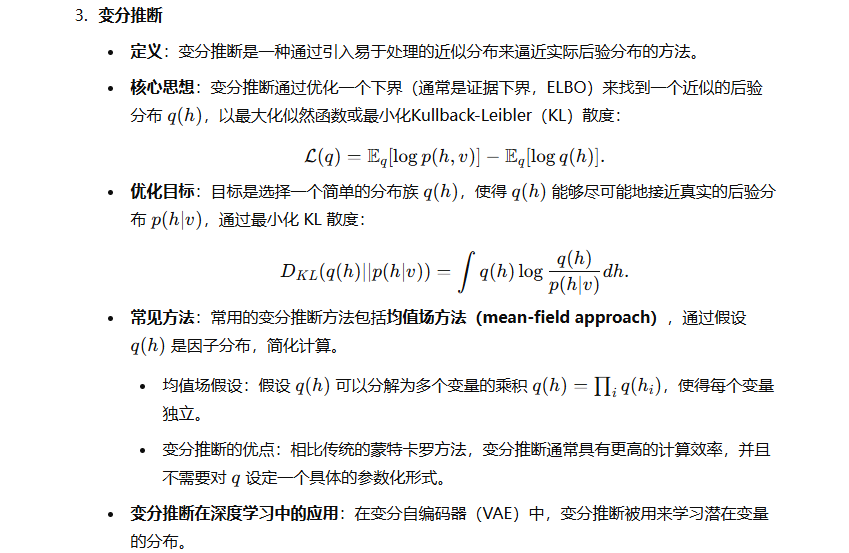 3. 变分推断
• 定义：变分推断是一种通过引入易于处理的近似分布来逼近实际后验分布的方法。
• 核心思想：变分推断通过优化一个下界（通常是证据下界，ELBO）来找到一个近似的后验
分布 q(h)，以最大化似然函数或最小化Kullback-Leibler（KL）散度：
ℒ(q) = 𝔼_q[log p(h, v)] − 𝔼_q[log q(h)].
• 优化目标：目标是选择一个简单的分布族 q(h)，使得 q(h) 能够尽可能地接近真实的后验分
布 p(h|v)，通过最小化 KL 散度：
D_{KL}(q(h)||p(h|v)) = ∫ q(h) log \frac{q(h)}{p(h|v)} dh.
• 常见方法：常用的变分推断方法包括均值场方法（mean-field approach），通过假设
q(h) 是因子分布，简化计算。
• 均值场假设：假设 q(h) 可以分解为多个变量的乘积 q(h) = ∏_i q(h_i)，使得每个变量
独立。
• 变分推断的优点：相比传统的蒙特卡罗方法，变分推断通常具有更高的计算效率，并且
不需要对 q 设定一个具体的参数化形式。
• 变分推断在深度学习中的应用：在变分自编码器（VAE）中，变分推断被用来学习潜在变量
的分布。